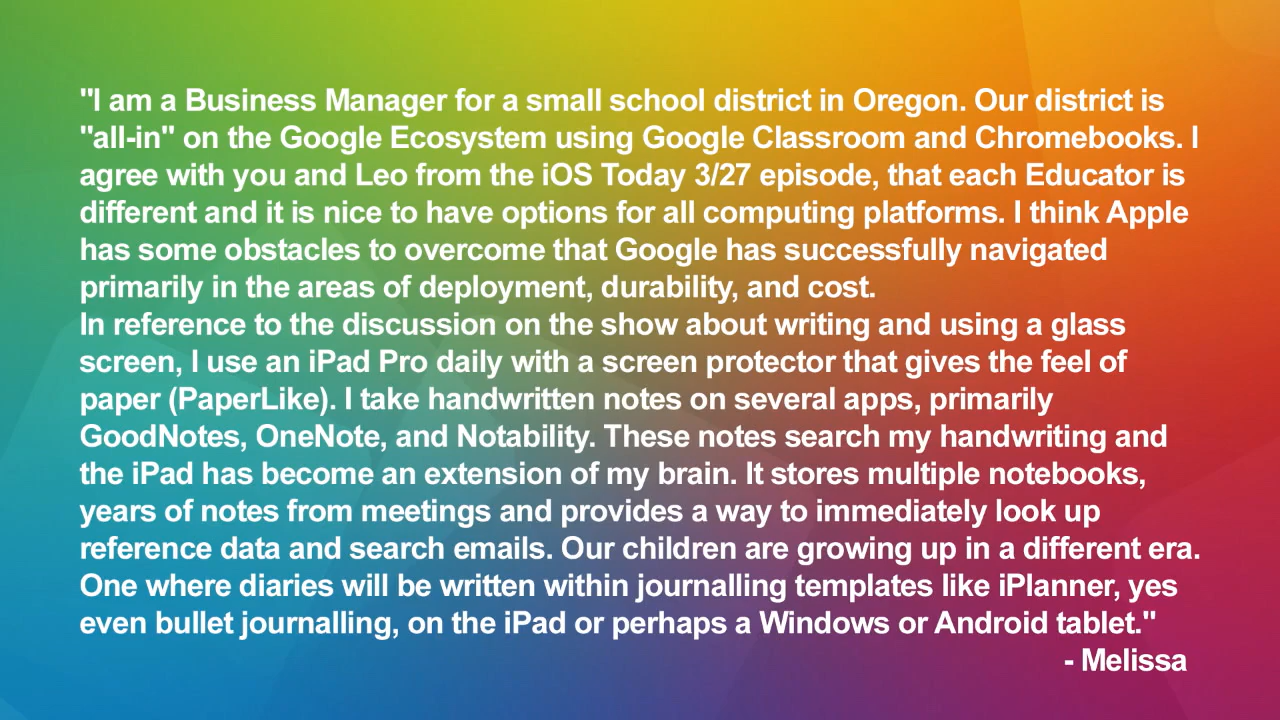 "I am a Business Manager for a small school district in Oregon. Our district is
"all-in" on the Google Ecosystem using Google Classroom and Chromebooks. I
agree with you and Leo from the iOS Today 3/27 episode, that each Educator is
different and it is nice to have options for all computing platforms. I think Apple
has some obstacles to overcome that Google has successfully navigated
primarily in the areas of deployment, durability, and cost.
In reference to the discussion on the show about writing and using a glass
screen, I use an iPad Pro daily with a screen protector that gives the feel of
paper (PaperLike). I take handwritten notes on several apps, primarily
GoodNotes, OneNote, and Notability. These notes search my handwriting and
the iPad has become an extension of my brain. It stores multiple notebooks,
years of notes from meetings and provides a way to immediately look up
reference data and search emails. Our children are growing up in a different era.
One where diaries will be written within journalling templates like iPlanner, yes
even bullet journalling, on the iPad or perhaps a Windows or Android tablet."
- Melissa